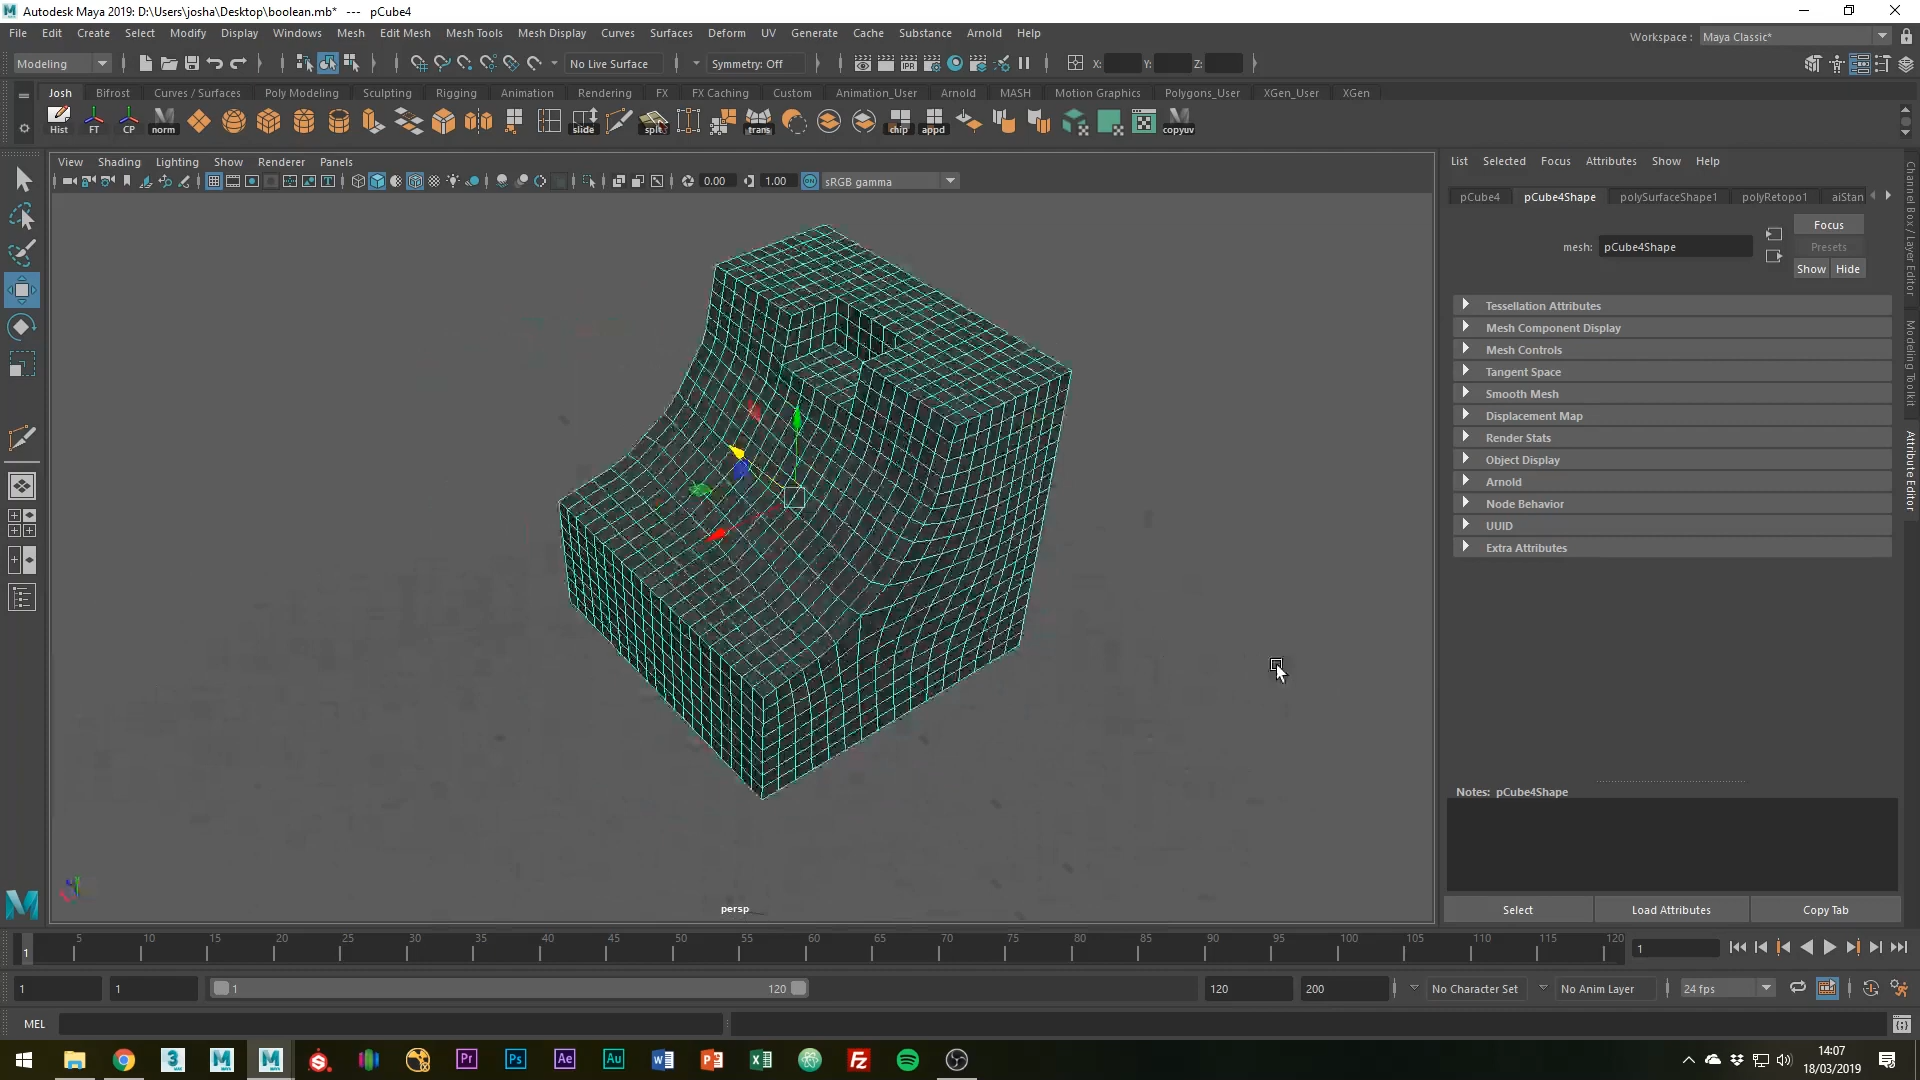 Autodesk Maya 2019: D:\Users\josha\Desktop\boolean.mb*  ---  pCube4
File Edit Create Select Modify Display Windows Mesh Edit Mesh Mesh Tools Mesh Display Curves Surfaces Deform UV Generate Cache Substance Arnold Help
Workspace : Maya Classic*
Modeling No Live Surface Symmetry: Off X: Y: Z:
Josh Bifrost Curves / Surfaces Poly Modeling Sculpting Rigging Animation Rendering FX FX Caching Custom Animation_User Arnold MASH Motion Graphics Polygons_User XGen_User XGen
Hist FT CP norm slide split trans chip appd copyuv
View Shading Lighting Show Renderer Panels
0.00 1.00 sRGB gamma
List Selected Focus Attributes Show Help
pCube4 pCube4Shape polySurfaceShape1 polyRetopo1 aiStan
Focus
mesh: pCube4Shape
Presets
Show Hide
Tessellation Attributes
Mesh Component Display
Mesh Controls
Tangent Space
Smooth Mesh
Displacement Map
Render Stats
Object Display
Arnold
Node Behavior
UUID
Extra Attributes
Channel Box / Layer Editor
Modeling Toolkit
Attribute Editor
Notes: pCube4Shape
Select Load Attributes Copy Tab
persp
1 5 10 15 20 25 30 35 40 45 50 55 60 65 70 75 80 85 90 95 100 105 110 115 120 1
1 1 1 120 120 200 No Character Set No Anim Layer 24 fps
MEL
14:07
18/03/2019